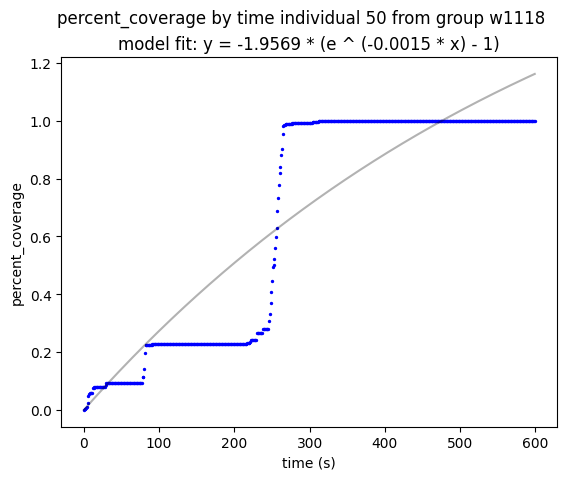 percent_coverage by time individual 50 from group w1118
model fit: y = -1.9569 * (e ^ (-0.0015 * x) - 1)
1.2
1.0
0.8
0.6
0.4
0.2
0.0
percent_coverage
0 100 200 300 400 500 600
time (s)